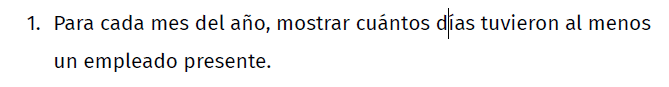 1. Para cada mes del año, mostrar cuántos días tuvieron al menos
un empleado presente.